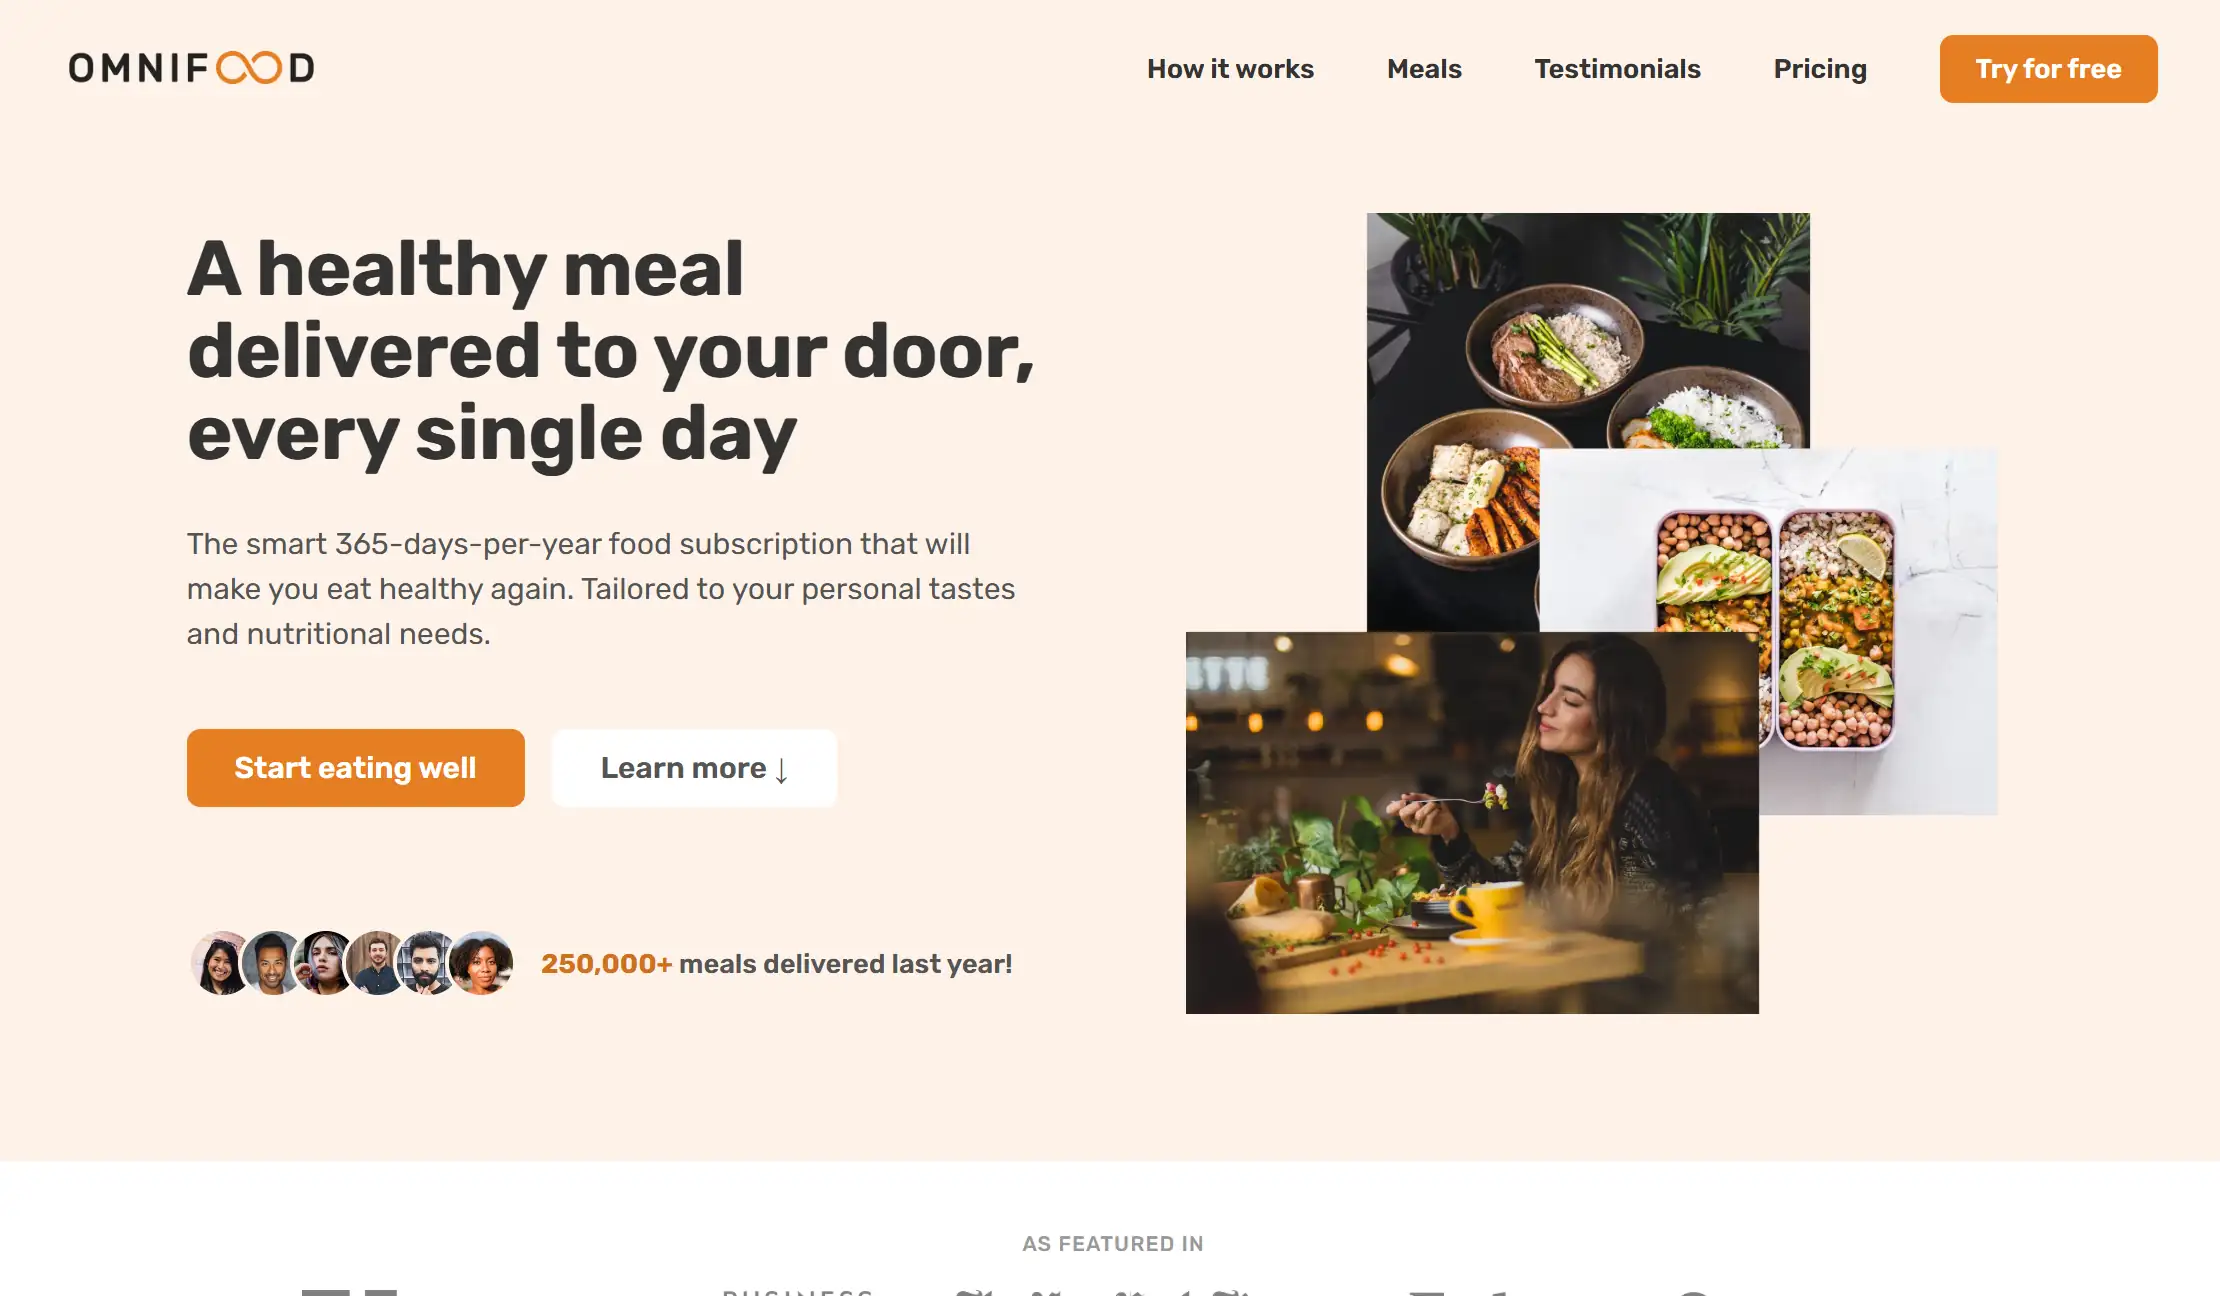 OMNIFOOD
How it works
Meals
Testimonials
Pricing
Try for free
A healthy meal
delivered to your door,
every single day
The smart 365-days-per-year food subscription that will
make you eat healthy again. Tailored to your personal tastes
and nutritional needs.
Start eating well
Learn more ↓
250,000+ meals delivered last year!
AS FEATURED IN
BUSINESS